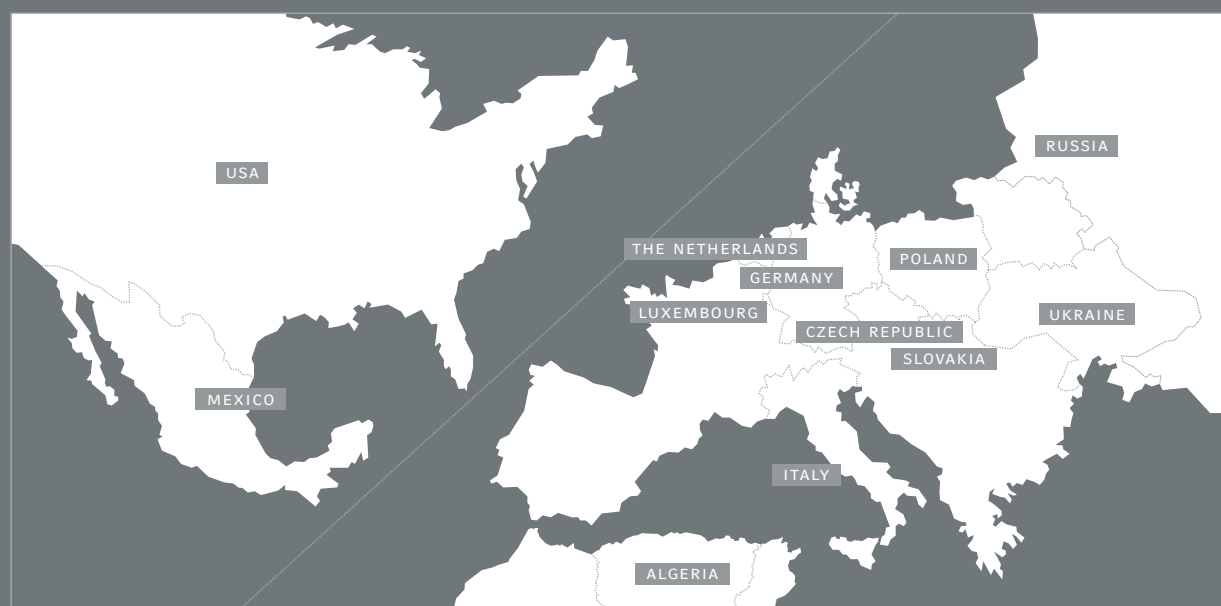 RUSSIA
USA
THE NETHERLANDS
POLAND
GERMANY
LUXEMBOURG
UKRAINE
CZECH REPUBLIC
SLOVAKIA
MEXICO
ITALY
ALGERIA